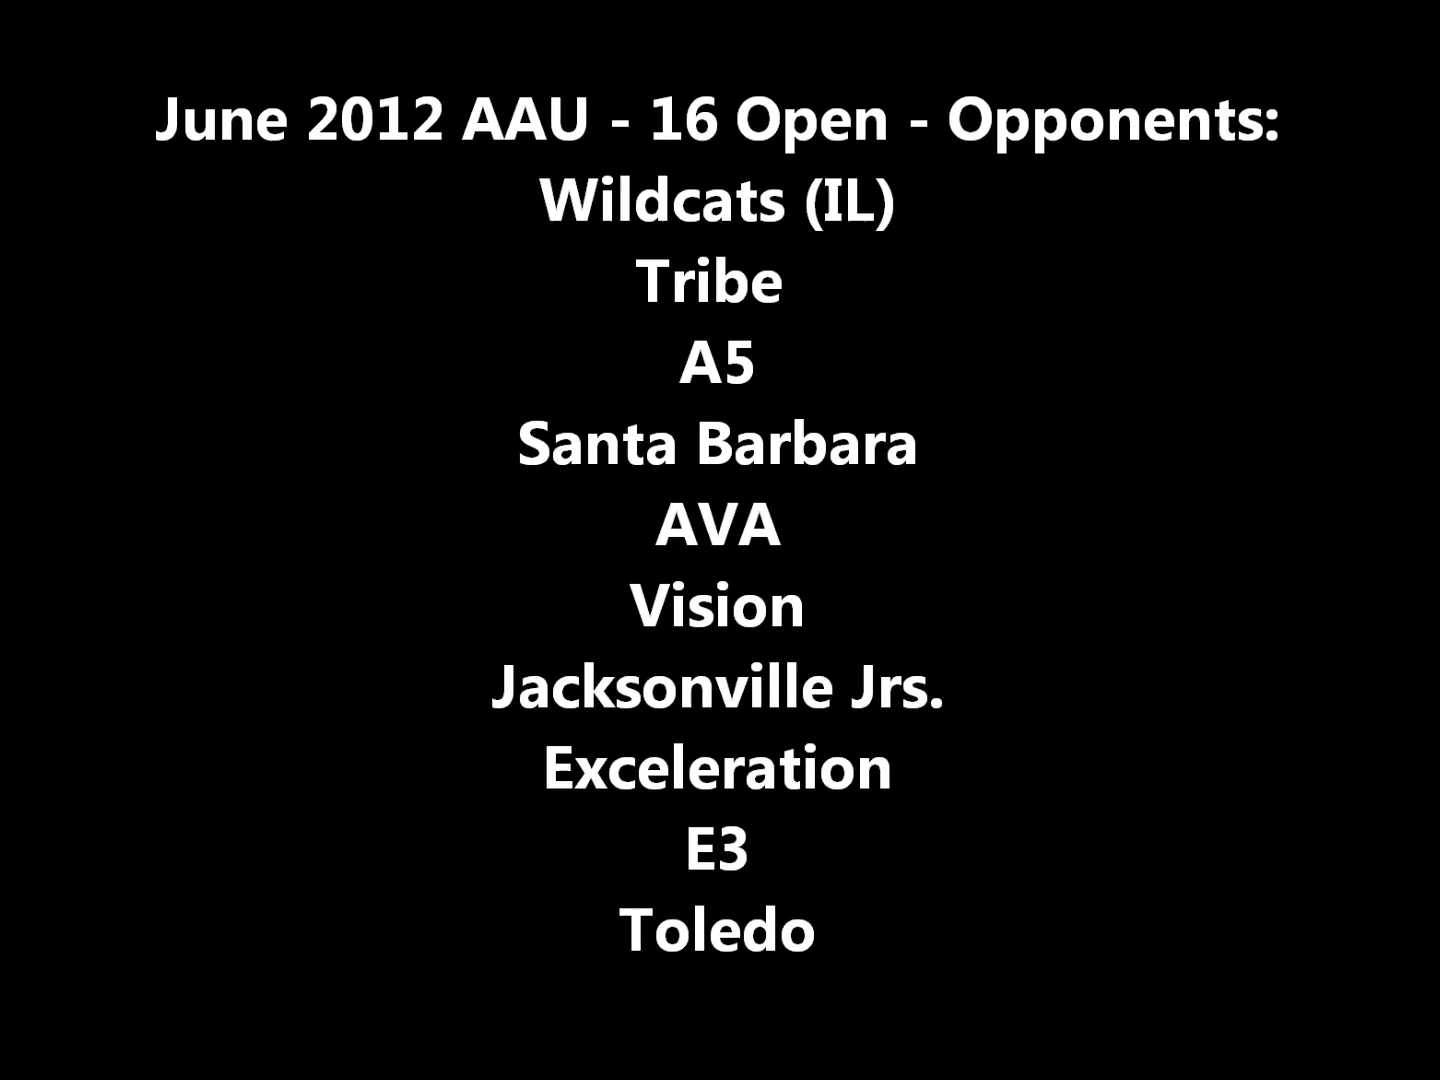 June 2012 AAU - 16 Open - Opponents:
Wildcats (IL)
Tribe
A5
Santa Barbara
AVA
Vision
Jacksonville Jrs.
Exceleration
E3
Toledo